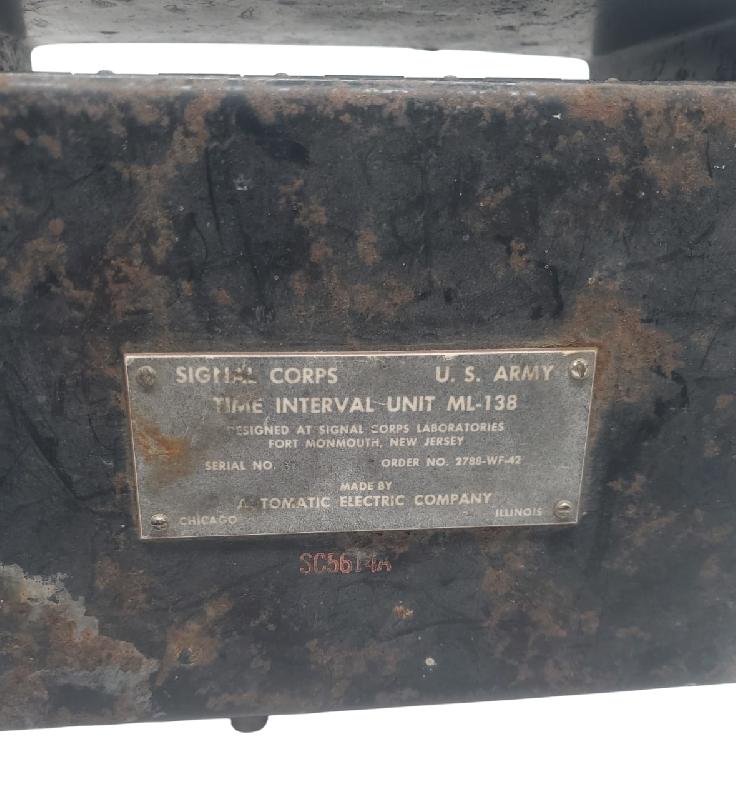 SIGNAL CORPS U. S. ARMY
TIME INTERVAL UNIT ML-138
DESIGNED AT SIGNAL CORPS LABORATORIES
FORT MONMOUTH, NEW JERSEY
SERIAL NO. ORDER NO. 2788-WF-42
MADE BY
AUTOMATIC ELECTRIC COMPANY
CHICAGO ILLINOIS